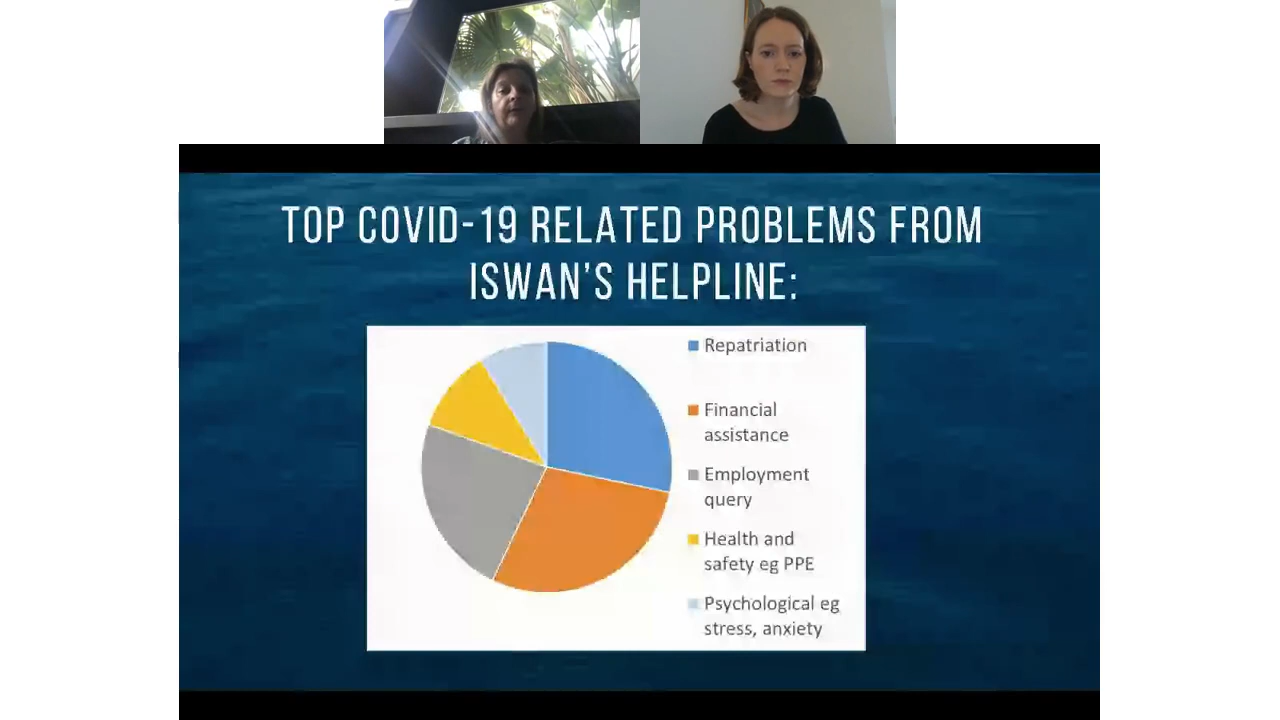 TOP COVID-19 RELATED PROBLEMS FROM
ISWAN'S HELPLINE:
Repatriation
Financial
assistance
Employment
query
Health and
safety eg PPE
Psychological eg
stress, anxiety